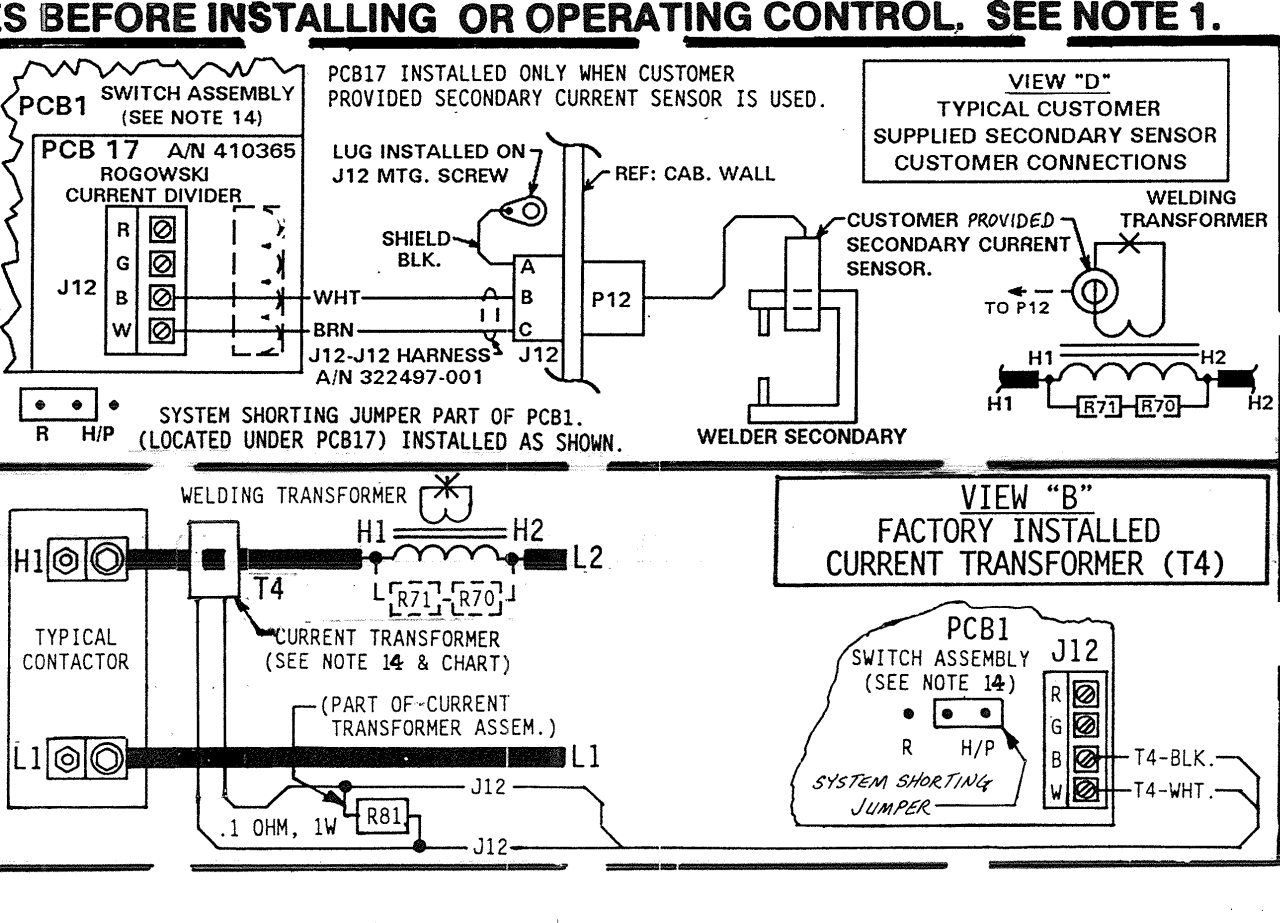 ES BEFORE INSTALLING OR OPERATING CONTROL, SEE NOTE 1.
PCB1
SWITCH ASSEMBLY
(SEE NOTE 14)
PCB 17 A/N 410365
ROGOWSKI
CURRENT DIVIDER
R
G
B
W
J12
PCB17 INSTALLED ONLY WHEN CUSTOMER
PROVIDED SECONDARY CURRENT SENSOR IS USED.
LUG INSTALLED ON
J12 MTG. SCREW
REF: CAB. WALL
SHIELD
BLK.
WHT
BRN
A
B
C
J12
P12
J12-J12 HARNESS
A/N 322497-001
VIEW "D"
TYPICAL CUSTOMER
SUPPLIED SECONDARY SENSOR
CUSTOMER CONNECTIONS
CUSTOMER PROVIDED
SECONDARY CURRENT
SENSOR.
WELDING
TRANSFORMER
TO P12
H1
H2
H1
R71
R70
H2
WELDER SECONDARY
R H/P
SYSTEM SHORTING JUMPER PART OF PCB1.
(LOCATED UNDER PCB17) INSTALLED AS SHOWN.
WELDING TRANSFORMER
H1
H2
H1
L2
T4
R71
R70
TYPICAL
CONTACTOR
CURRENT TRANSFORMER
(SEE NOTE 14 & CHART)
(PART OF CURRENT
TRANSFORMER ASSEM.)
L1
L1
J12
R81
.1 OHM, 1W
J12
VIEW "B"
FACTORY INSTALLED
CURRENT TRANSFORMER (T4)
PCB1
SWITCH ASSEMBLY
(SEE NOTE 14)
J12
R
G
B
W
R H/P
SYSTEM SHORTING
JUMPER
T4-BLK.
T4-WHT.